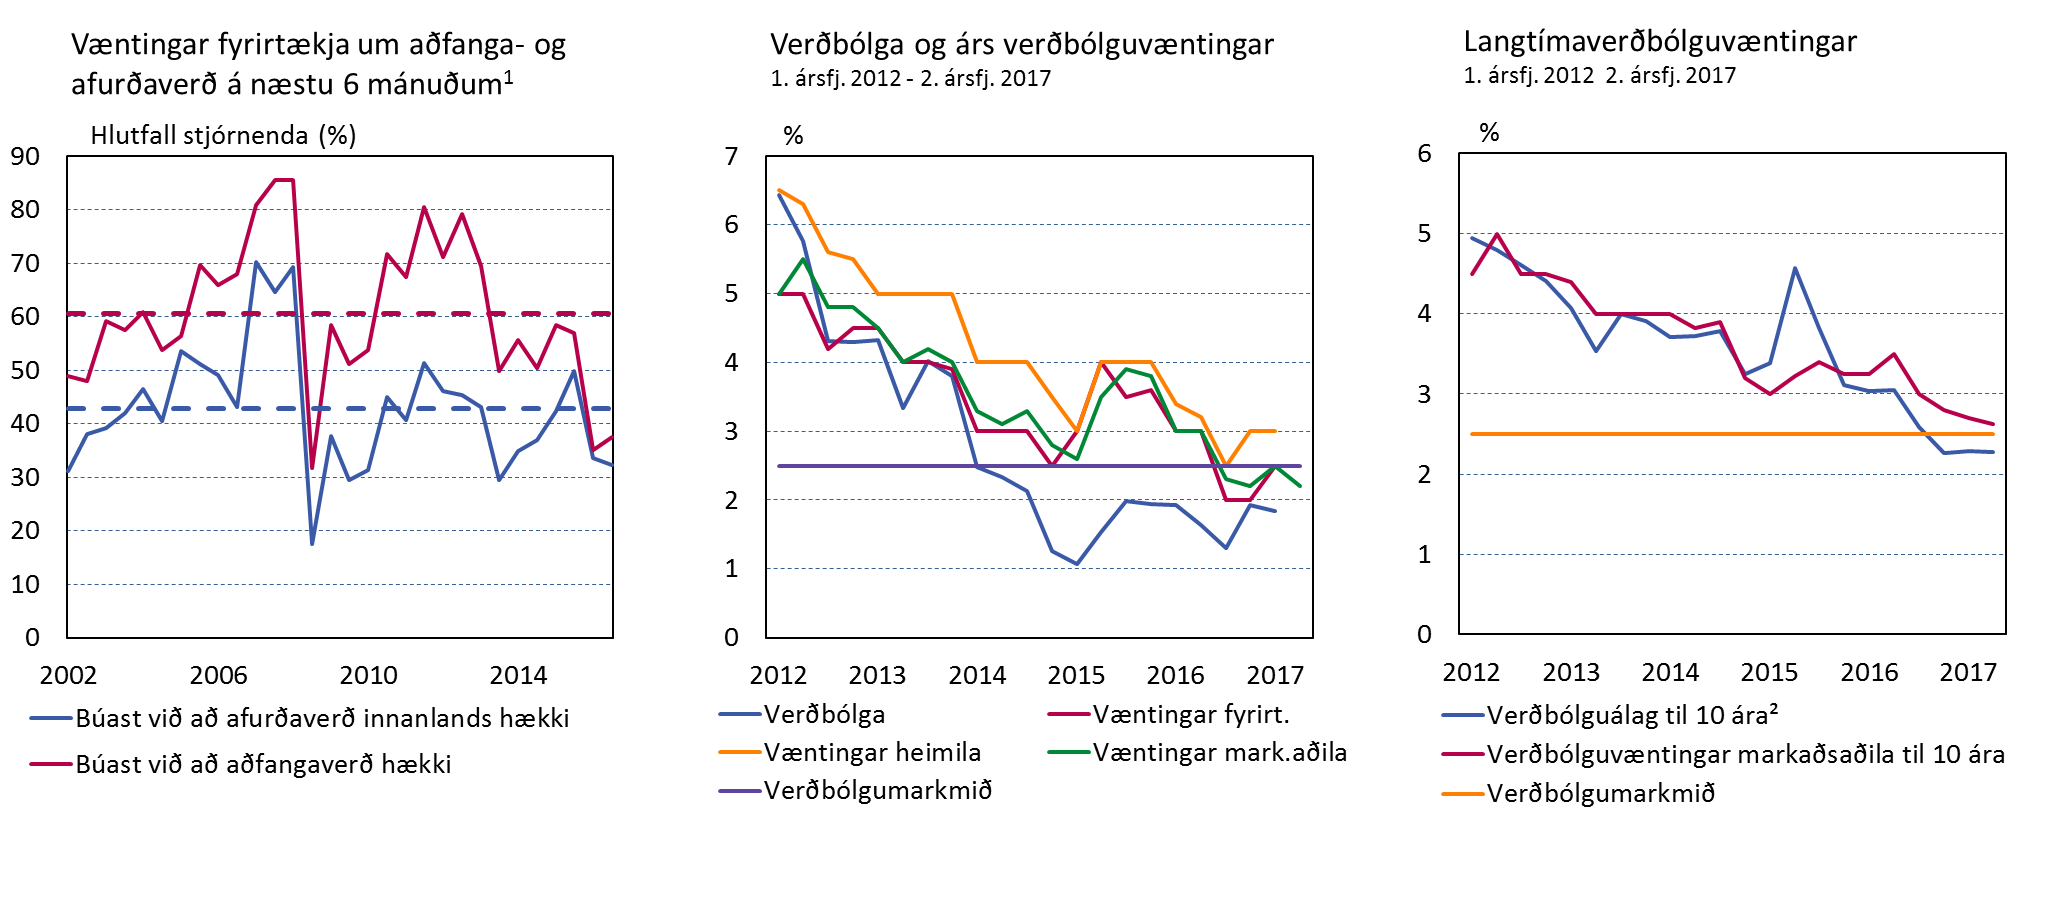 Væntingar fyrirtækja um aðfanga- og
afurðaverð á næstu 6 mánuðum¹
Hlutfall stjórnenda (%)
90
80
70
60
50
40
30
20
10
0
2002 2006 2010 2014
Búast við að afurðaverð innanlands hækki
Búast við að aðfangaverð hækki
Verðbólga og árs verðbólguvæntingar
1. ársfj. 2012 - 2. ársfj. 2017
%
7
6
5
4
3
2
1
0
2012 2013 2014 2015 2016 2017
Verðbólga Væntingar fyrirt.
Væntingar heimila Væntingar mark.aðila
Verðbólgumarkmið
Langtímaverðbólguvæntingar
1. ársfj. 2012 2. ársfj. 2017
%
6
5
4
3
2
1
0
2012 2013 2014 2015 2016 2017
Verðbólguálag til 10 ára²
Verðbólguvæntingar markaðsaðila til 10 ára
Verðbólgumarkmið